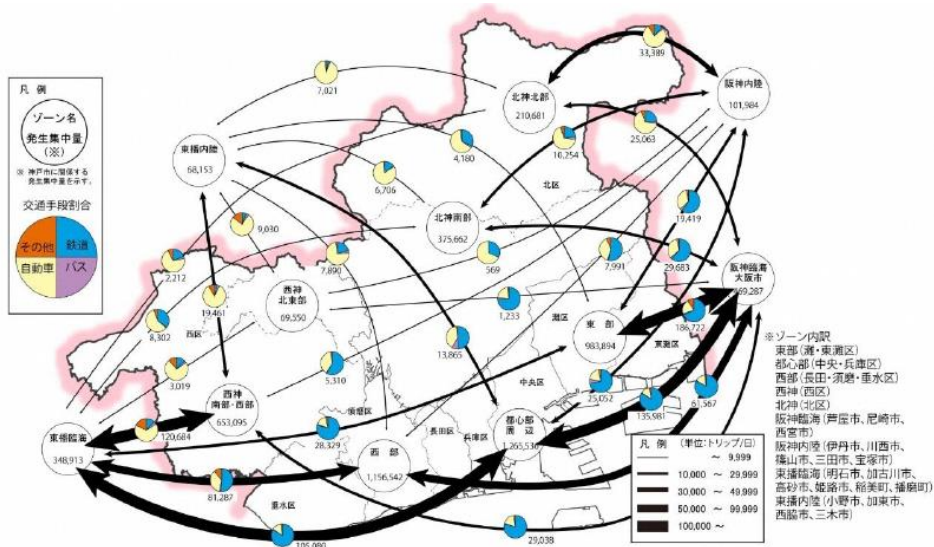 凡 例
ゾーン名
発生集中量
(※)
※ 神戸市に関係する
発生集中量を示す。
交通手段割合
その他
鉄道
自動車
バス
33,389
7,021
阪神内陸
101,984
北神北部
210,681
25,063
東播内陸
68,153
4,180
10,254
6,706
北区
19,419
北神南部
375,662
9,030
7,890
569
7,991
29,683
2,212
阪神臨海
大阪市
69,287
西神
北東部
69,550
19,461
1,233
灘区
西区
東 部
983,894
186,722
東灘区
8,302
13,865
5,310
3,019
中央区
西神
南部・西部
653,095
須磨区
25,052
135,981
61,567
東播臨海
348,913
120,684
28,329
長田区
兵庫区
都心部
周 辺
1,265,536
西 部
1,156,542
81,287
垂水区
105,080
29,038
※ゾーン内訳
東部(灘・東灘区)
都心部(中央・兵庫区)
西部(長田・須磨・垂水区)
西神(西区)
北神(北区)
阪神臨海(芦屋市、尼崎市、
西宮市)
阪神内陸(伊丹市、川西市、
篠山市、三田市、宝塚市)
東播臨海(明石市、加古川市、
高砂市、姫路市、稲美町、播磨町)
東播内陸(小野市、加東市、
西脇市、三木市)
凡 例 (単位:トリップ/日)
～ 9,999
10,000 ～ 29,999
30,000 ～ 49,999
50,000 ～ 99,999
100,000 ～